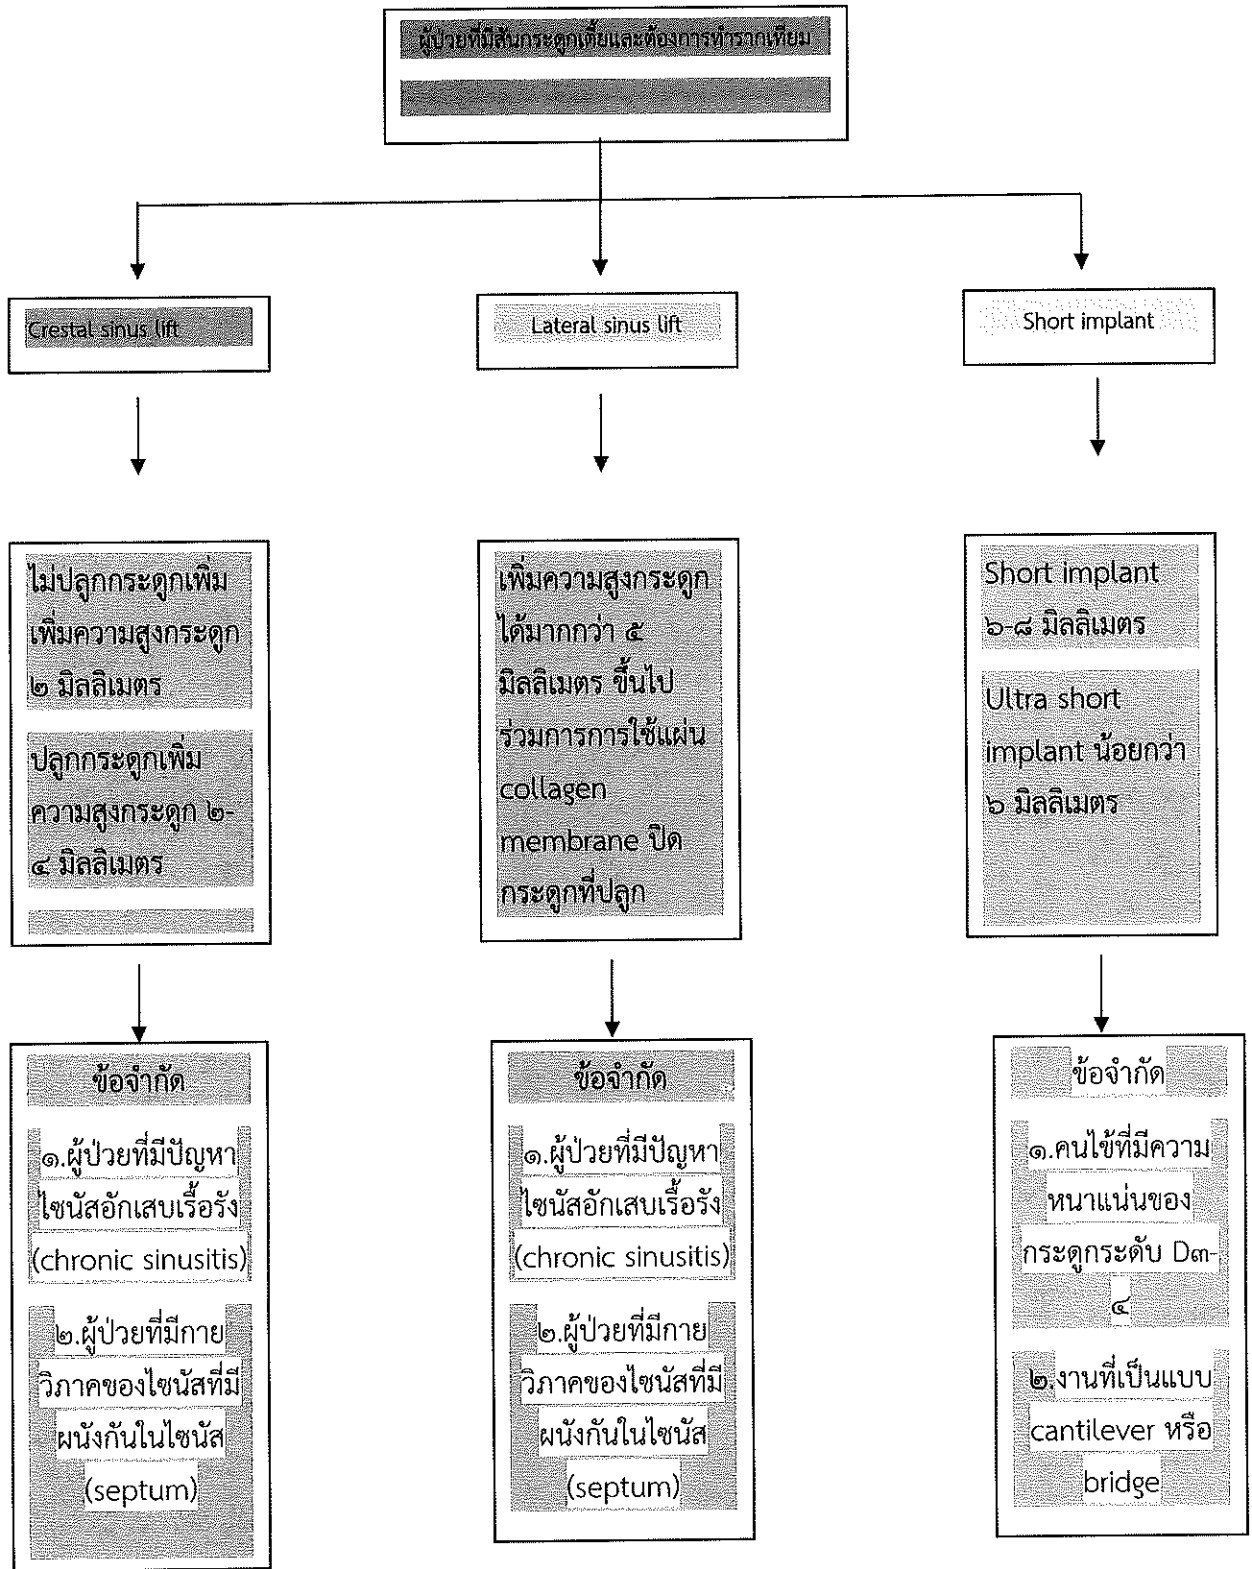 ผู้ป่วยที่มีสันกระดูกเตี้ยและต้องการทำรากเทียม
Crestal sinus lift
Lateral sinus lift
Short implant
ไม่ปลูกกระดูกเพิ่ม
เพิ่มความสูงกระดูก
๒ มิลลิเมตร
ปลูกกระดูกเพิ่ม
ความสูงกระดูก ๒-
๔ มิลลิเมตร
เพิ่มความสูงกระดูก
ได้มากกว่า ๕
มิลลิเมตร ขึ้นไป
ร่วมการการใช้แผ่น
collagen
membrane ปิด
กระดูกที่ปลูก
Short implant
๖-๘ มิลลิเมตร
Ultra short
implant น้อยกว่า
๖ มิลลิเมตร
ข้อจำกัด
๑.ผู้ป่วยที่มีปัญหา
ไซนัสอักเสบเรื้อรัง
(chronic sinusitis)
๒.ผู้ป่วยที่มีกาย
วิภาคของไซนัสที่มี
ผนังกันในไซนัส
(septum)
ข้อจำกัด
๑.ผู้ป่วยที่มีปัญหา
ไซนัสอักเสบเรื้อรัง
(chronic sinusitis)
๒.ผู้ป่วยที่มีกาย
วิภาคของไซนัสที่มี
ผนังกันในไซนัส
(septum)
ข้อจำกัด
๑.คนไข้ที่มีความ
หนาแน่นของ
กระดูกระดับ D๓-
๔
๒.งานที่เป็นแบบ
cantilever หรือ
bridge